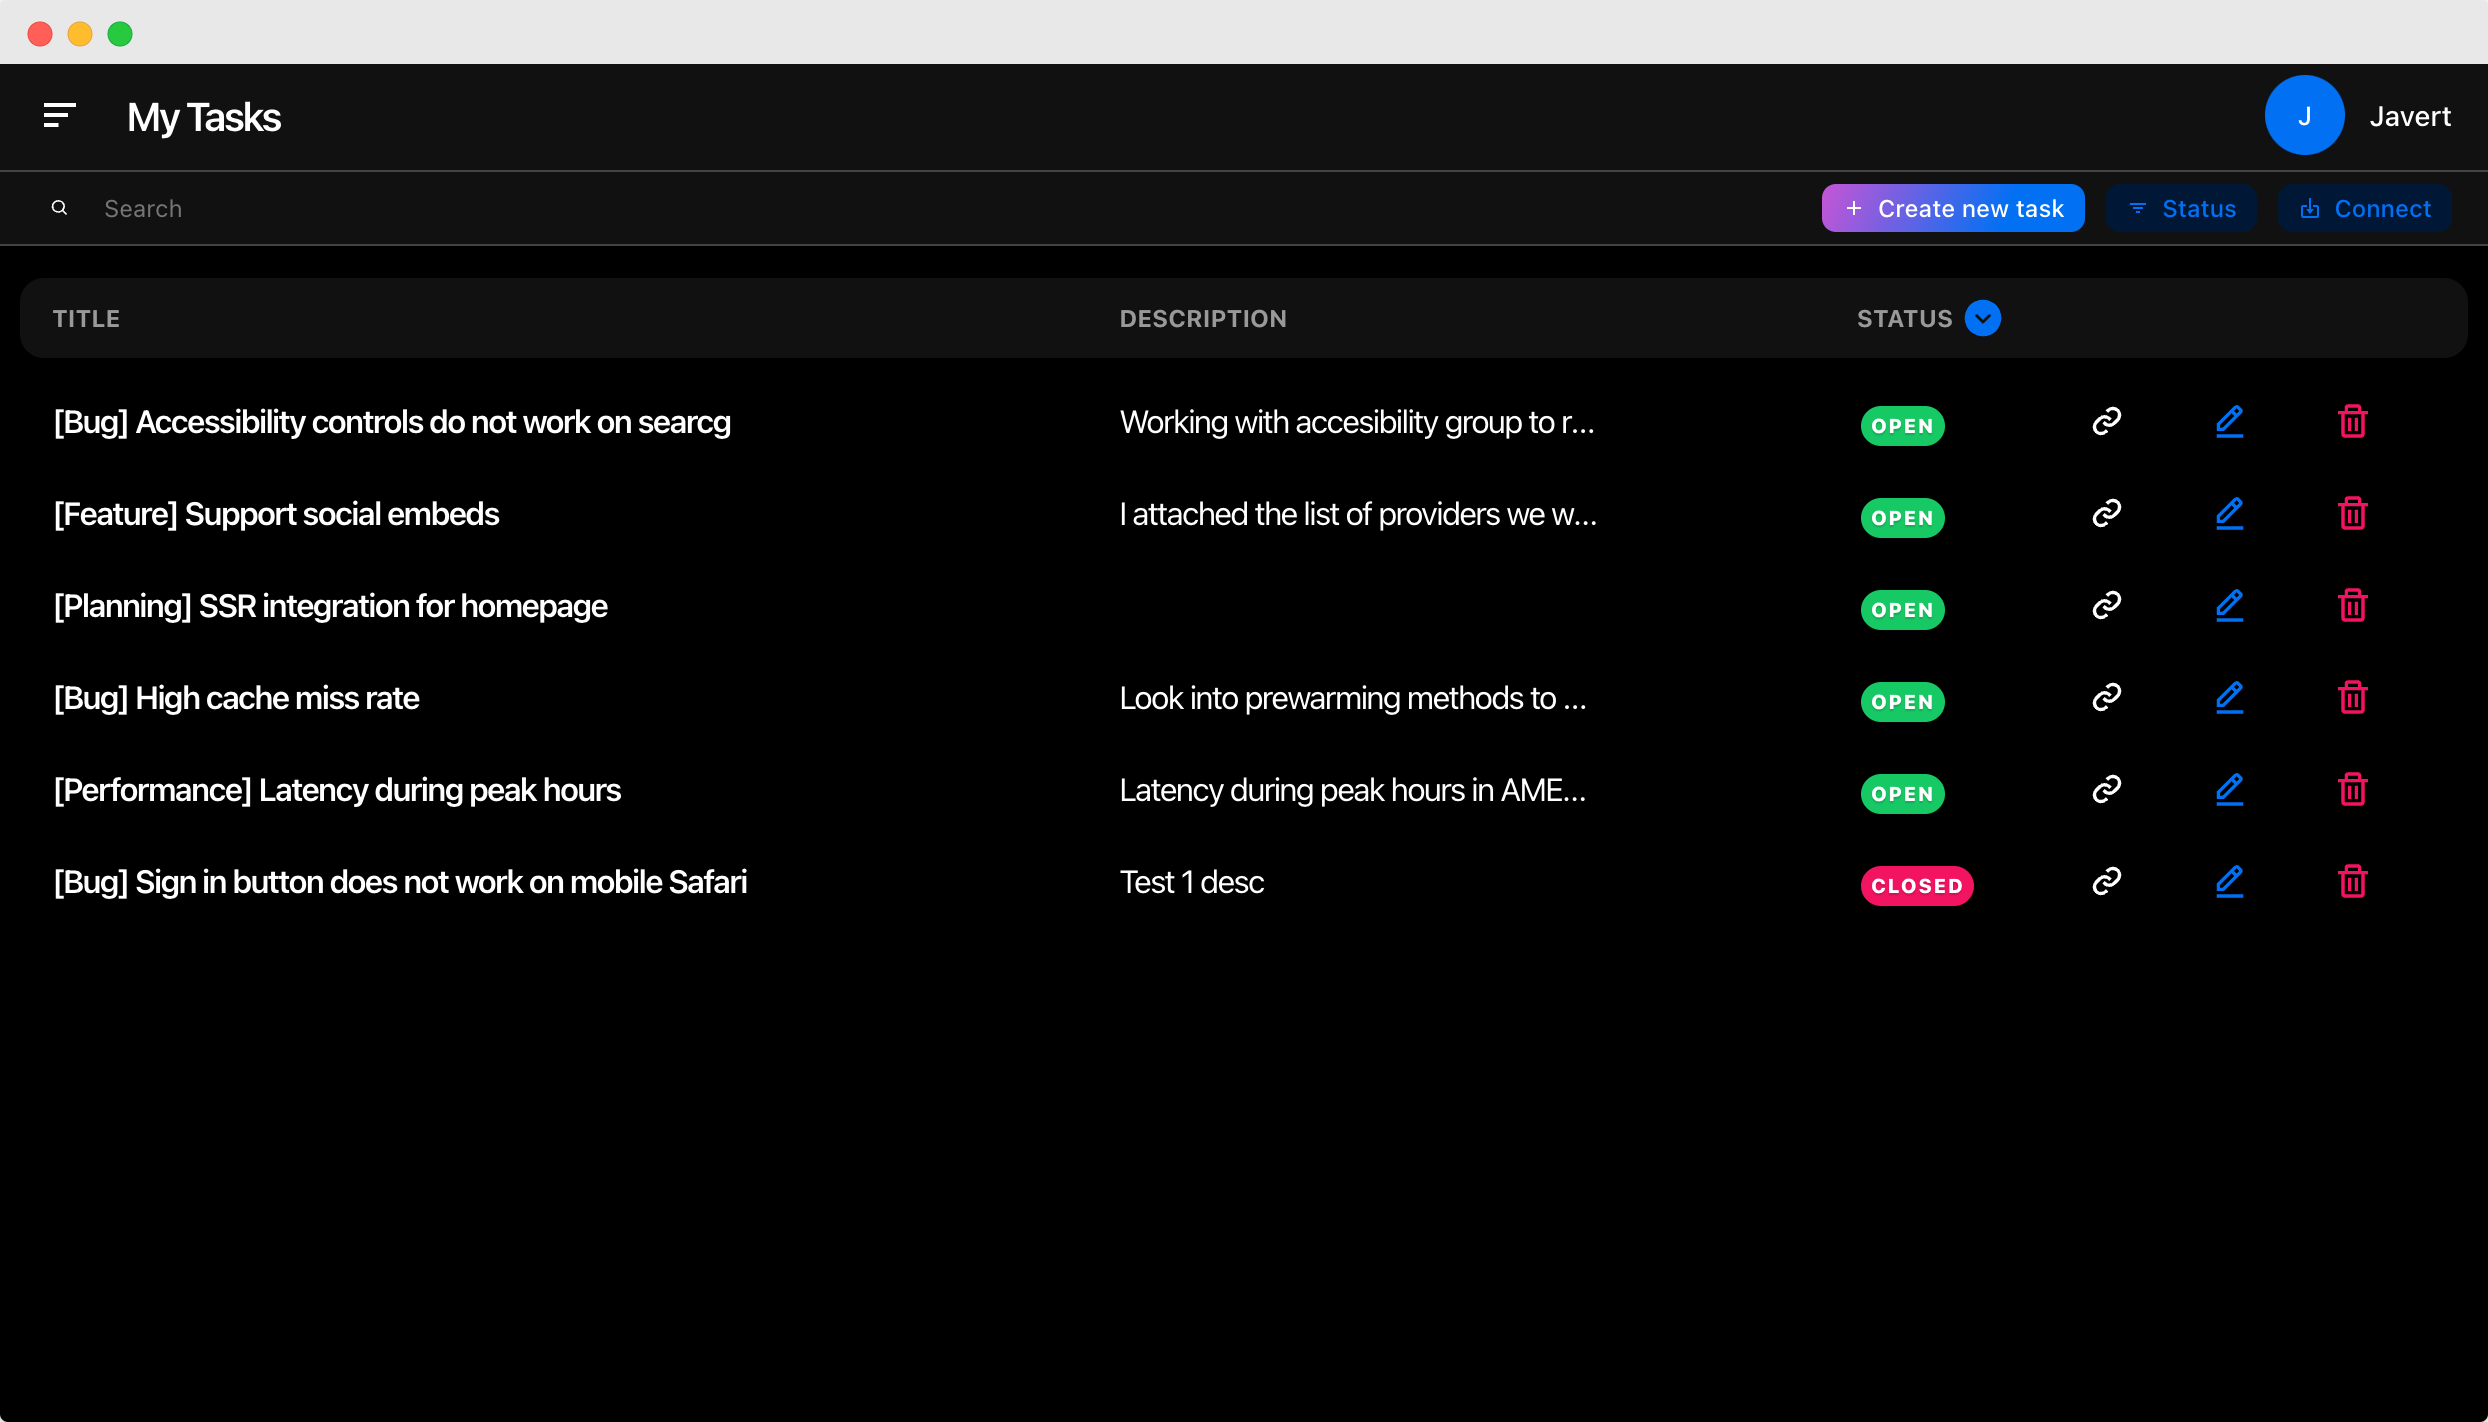 My Tasks
J Javert
Search
Create new task Status Connect
TITLE DESCRIPTION STATUS
[Bug] Accessibility controls do not work on searcg Working with accesibility group to r... OPEN
[Feature] Support social embeds I attached the list of providers we w... OPEN
[Planning] SSR integration for homepage OPEN
[Bug] High cache miss rate Look into prewarming methods to ... OPEN
[Performance] Latency during peak hours Latency during peak hours in AME... OPEN
[Bug] Sign in button does not work on mobile Safari Test 1 desc CLOSED